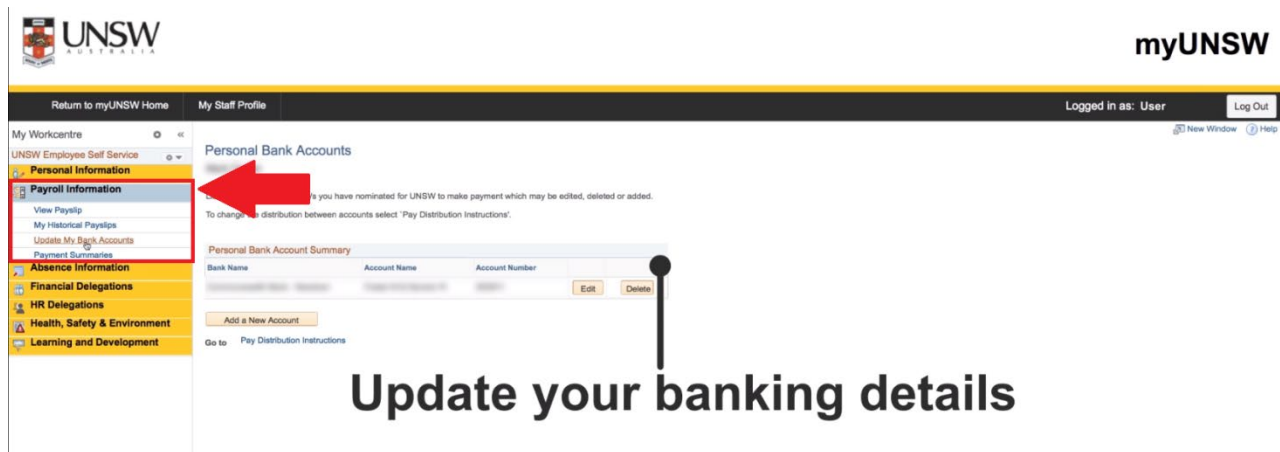 UNSW
AUSTRALIA
myUNSW
Return to myUNSW Home My Staff Profile Logged in as: User Log Out
New Window Help
My Workcentre
UNSW Employee Self Service
Personal Information
Payroll Information
View Payslip
My Historical Payslips
Update My Bank Accounts
Payment Summaries
Absence Information
Financial Delegations
HR Delegations
Health, Safety & Environment
Learning and Development
Personal Bank Accounts
you have nominated for UNSW to make payment which may be edited, deleted or added.
To change distribution between accounts select `Pay Distribution Instructions'.
Personal Bank Account Summary
Bank Name Account Name Account Number
Edit Delete
Add a New Account
Go to Pay Distribution Instructions
Update your banking details